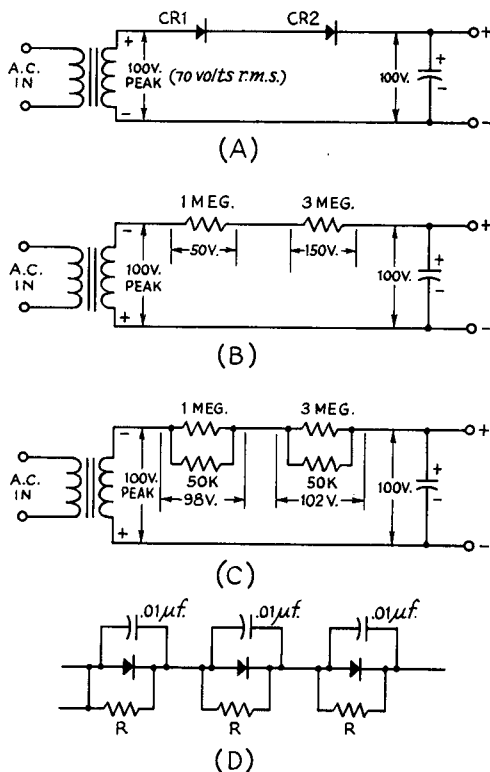 CR1 CR2
A.C. IN
+
100V. PEAK
(70 volts r.m.s.)
-
100V.
+
-
+
-
(A)
1 MEG. 3 MEG.
A.C. IN
-
100V. PEAK
+
50V. 150V.
100V.
+
-
+
-
(B)
1 MEG. 3 MEG.
A.C. IN
-
100V. PEAK
+
50K 50K
98V. 102V.
100V.
+
-
+
-
(C)
.01µf. .01µf. .01µf.
R R R
(D)